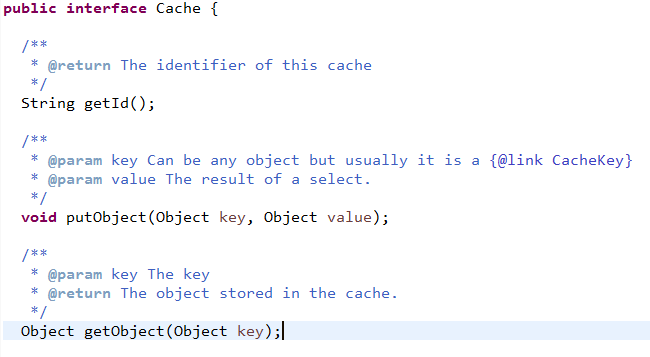 public interface Cache {
/**
* @return The identifier of this cache
*/
String getId();
/**
* @param key Can be any object but usually it is a {@link CacheKey}
* @param value The result of a select.
*/
void putObject(Object key, Object value);
/**
* @param key The key
* @return The object stored in the cache.
*/
Object getObject(Object key);